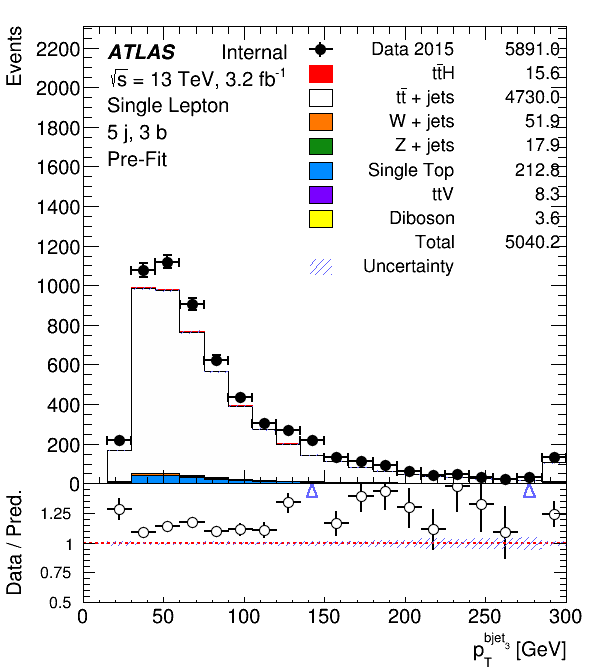 Events
2200
2000
1800
1600
1400
1200
1000
800
600
400
200
0
ATLAS Internal
√s = 13 TeV, 3.2 fb⁻¹
Single Lepton
5 j, 3 b
Pre-Fit
Data 2015 5891.0
tt̄H 15.6
tt̄ + jets 4730.0
W + jets 51.9
Z + jets 17.9
Single Top 212.8
ttV 8.3
Diboson 3.6
Total 5040.2
Uncertainty
Data / Pred.
1.25
1
0.75
0.5
0 50 100 150 200 250 300
p_T^{bjet_3} [GeV]